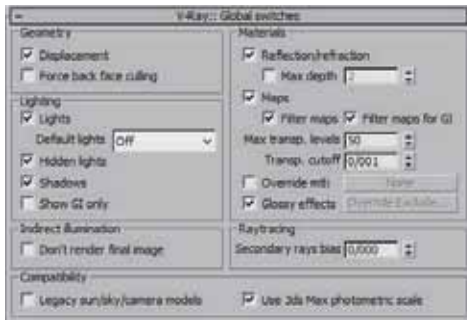 V-Ray:: Global switches
Geometry
Displacement
Force back face culling
Lighting
Lights
Default lights Off
Hidden lights
Shadows
Show GI only
Indirect illumination
Don't render final image
Materials
Reflection/refraction
Max depth 2
Maps
Filter maps Filter maps for GI
Max transp. levels 50
Transp. cutoff 0/001
Override mtl: None
Glossy effects Override Exclude...
Raytracing
Secondary rays bias 0/000
Compatibility
Legacy sun/sky/camera models
Use 3ds Max photometric scale